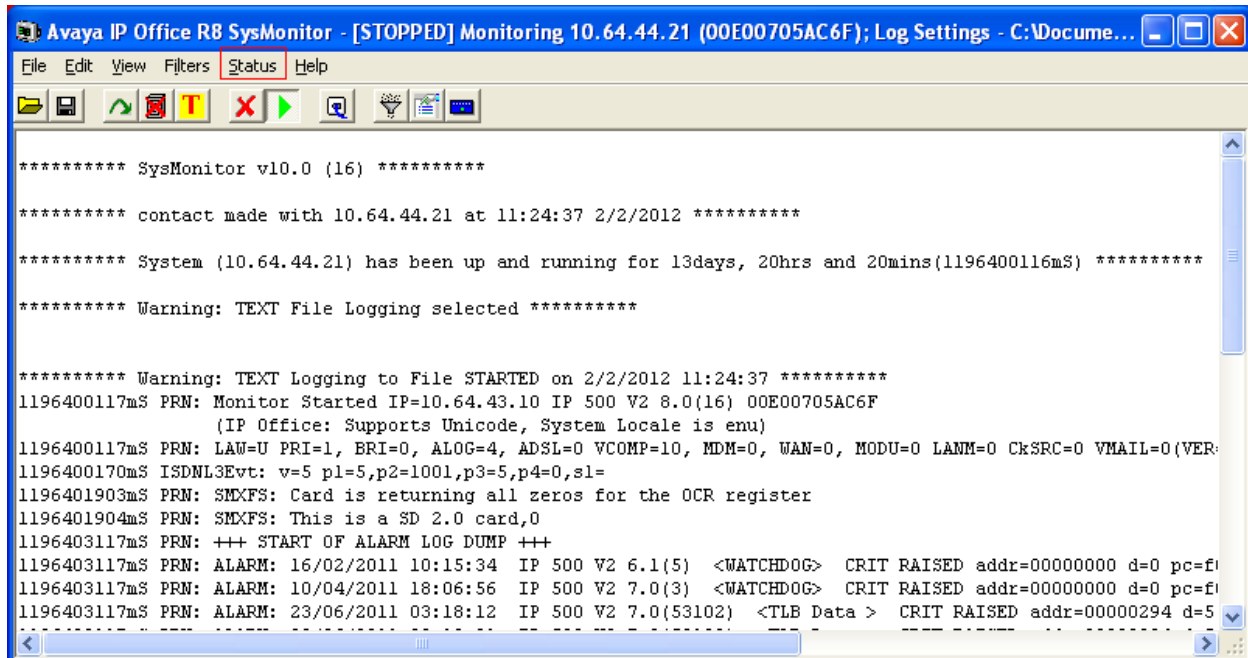 Avaya IP Office R8 SysMonitor - [STOPPED] Monitoring 10.64.44.21 (00E00705AC6F); Log Settings - C:\Docume...
File Edit View Filters Status Help
T
********** SysMonitor v10.0 (16) **********
********** contact made with 10.64.44.21 at 11:24:37 2/2/2012 **********
********** System (10.64.44.21) has been up and running for 13days, 20hrs and 20mins(1196400116mS) **********
********** Warning: TEXT File Logging selected **********
********** Warning: TEXT Logging to File STARTED on 2/2/2012 11:24:37 **********
1196400117mS PRN: Monitor Started IP=10.64.43.10 IP 500 V2 8.0(16) 00E00705AC6F
(IP Office: Supports Unicode, System Locale is enu)
1196400117mS PRN: LAW=U PRI=1, BRI=0, ALOG=4, ADSL=0 VCOMP=10, MDM=0, WAN=0, MODU=0 LANM=0 CkSRC=0 VMAIL=0(VER
1196400170mS ISDNL3Evt: v=5 p1=5,p2=1001,p3=5,p4=0,s1=
1196401903mS PRN: SMXFS: Card is returning all zeros for the OCR register
1196401904mS PRN: SMXFS: This is a SD 2.0 card,0
1196403117mS PRN: +++ START OF ALARM LOG DUMP +++
1196403117mS PRN: ALARM: 16/02/2011 10:15:34 IP 500 V2 6.1(5) <WATCHDOG> CRIT RAISED addr=00000000 d=0 pc=f
1196403117mS PRN: ALARM: 10/04/2011 18:06:56 IP 500 V2 7.0(3) <WATCHDOG> CRIT RAISED addr=00000000 d=0 pc=f
1196403117mS PRN: ALARM: 23/06/2011 03:18:12 IP 500 V2 7.0(53102) <TLB Data > CRIT RAISED addr=00000294 d=5